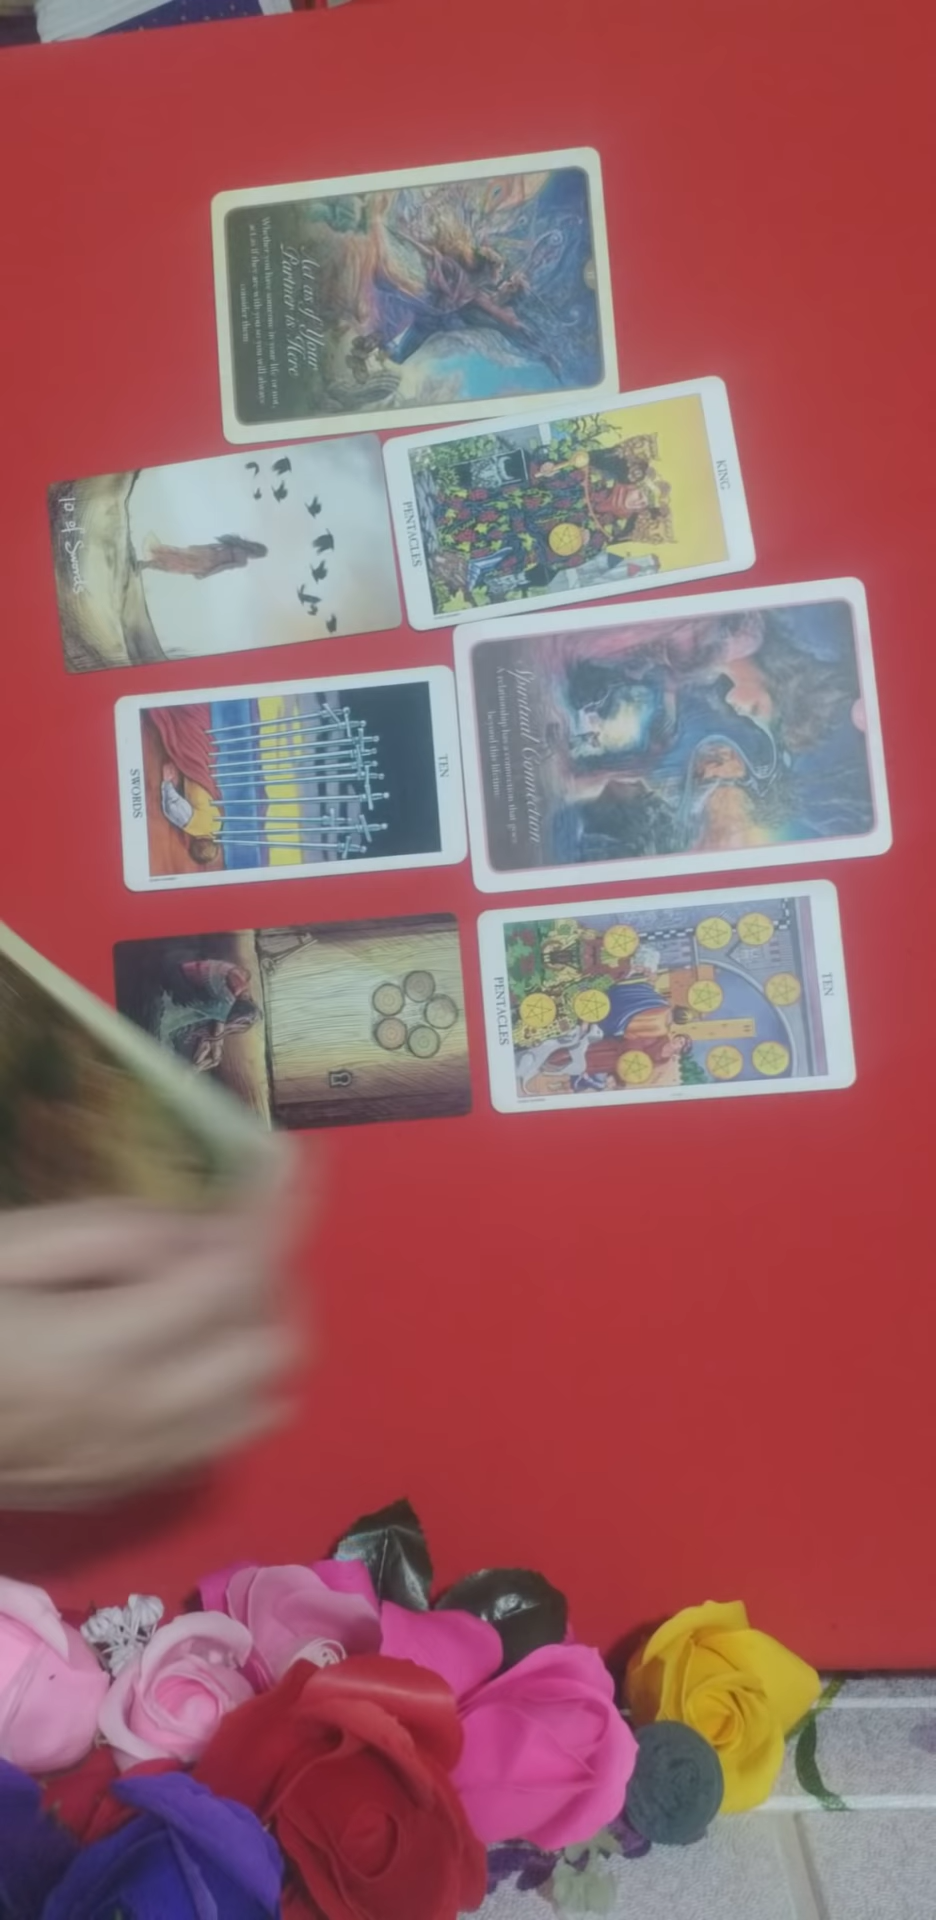 Act as if Your
Partner is Here
Whether you have someone in your life or not,
act as if they are with you so you will always
consider them.
10 of Swords
KING
PENTACLES
Spiritual Connection
A relationship has a connection that goes
beyond this lifetime.
TEN
SWORDS
TEN
PENTACLES